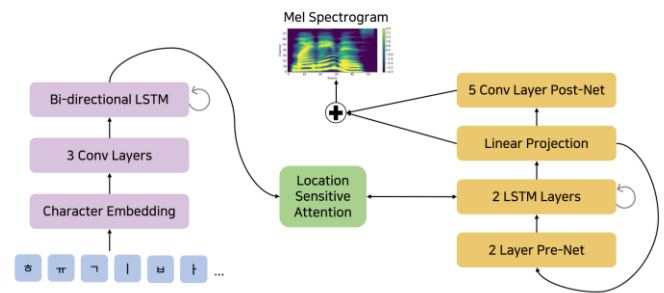 Mel Spectrogram
Bi-directional LSTM
3 Conv Layers
Character Embedding
ㅎ ㅠ ㄱ ㅣ ㅂ ㅏ ...
Location
Sensitive
Attention
5 Conv Layer Post-Net
Linear Projection
2 LSTM Layers
2 Layer Pre-Net